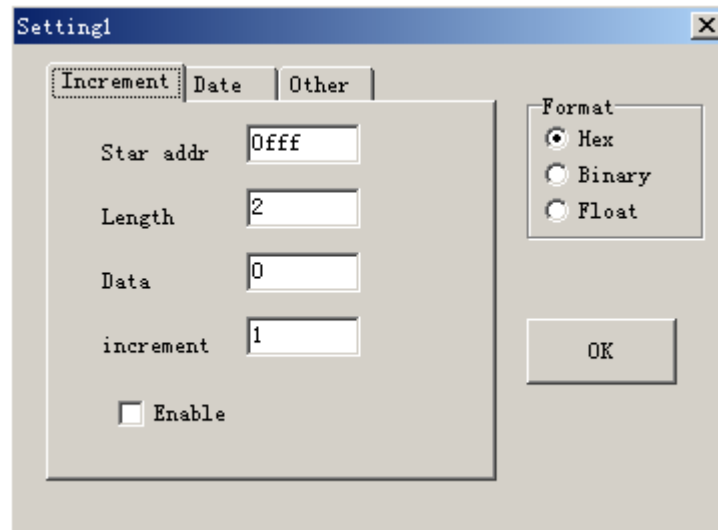 Setting1
Increment Date Other
Star addr 0fff
Length 2
Data 0
increment 1
Enable
Format
Hex
Binary
Float
OK